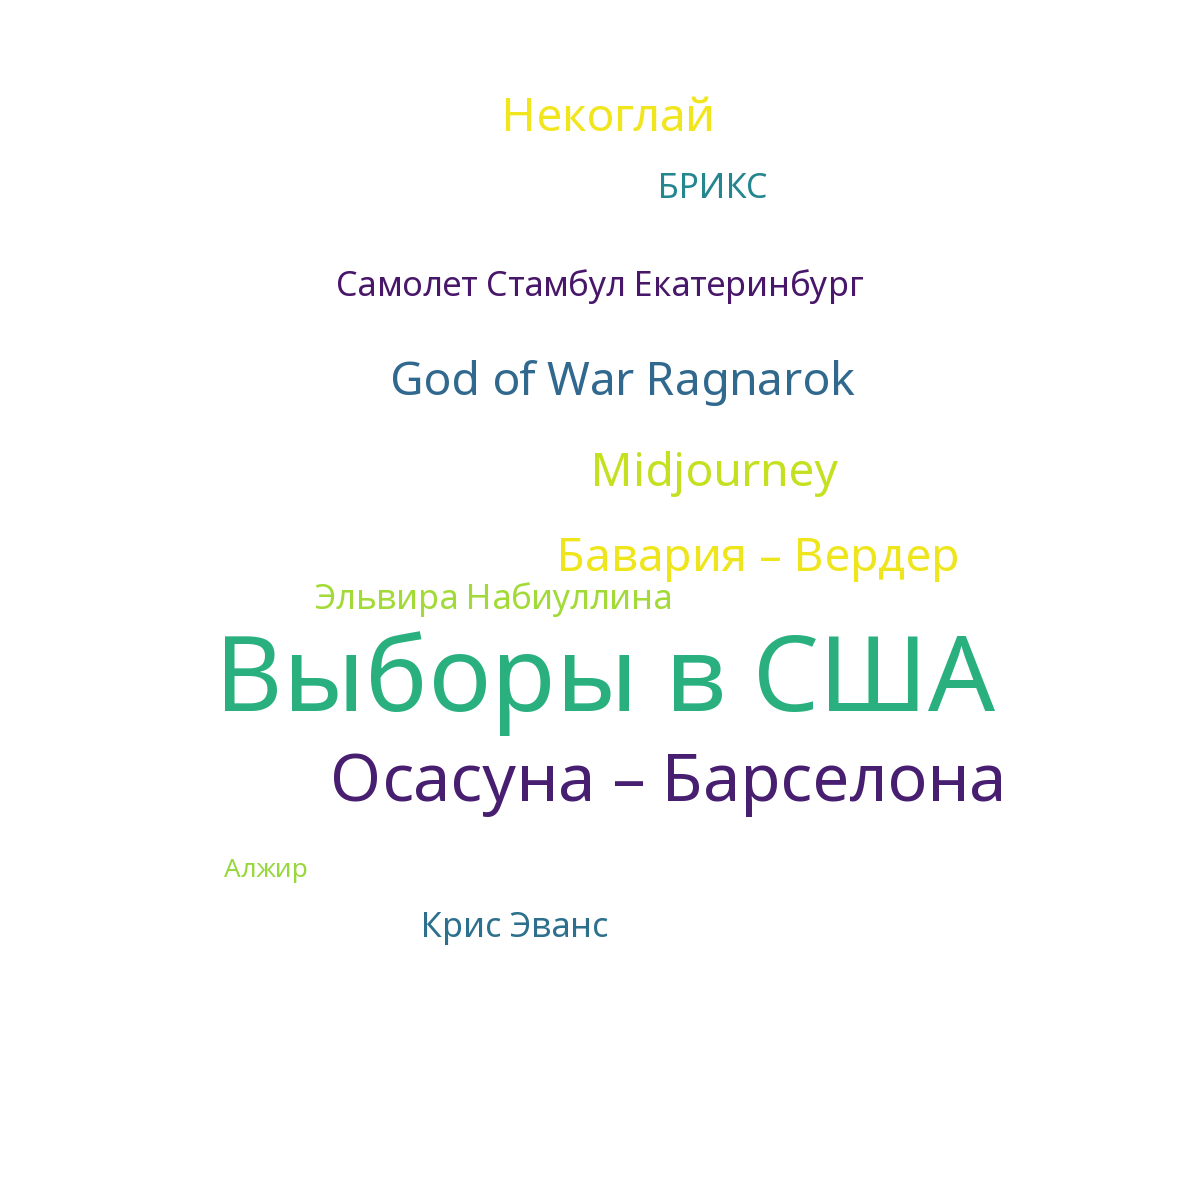 Некоглай
БРИКС
Самолет Стамбул Екатеринбург
God of War Ragnarok
Midjourney
Бавария – Вердер
Эльвира Набиуллина
Выборы в США
Осасуна – Барселона
Алжир
Крис Эванс